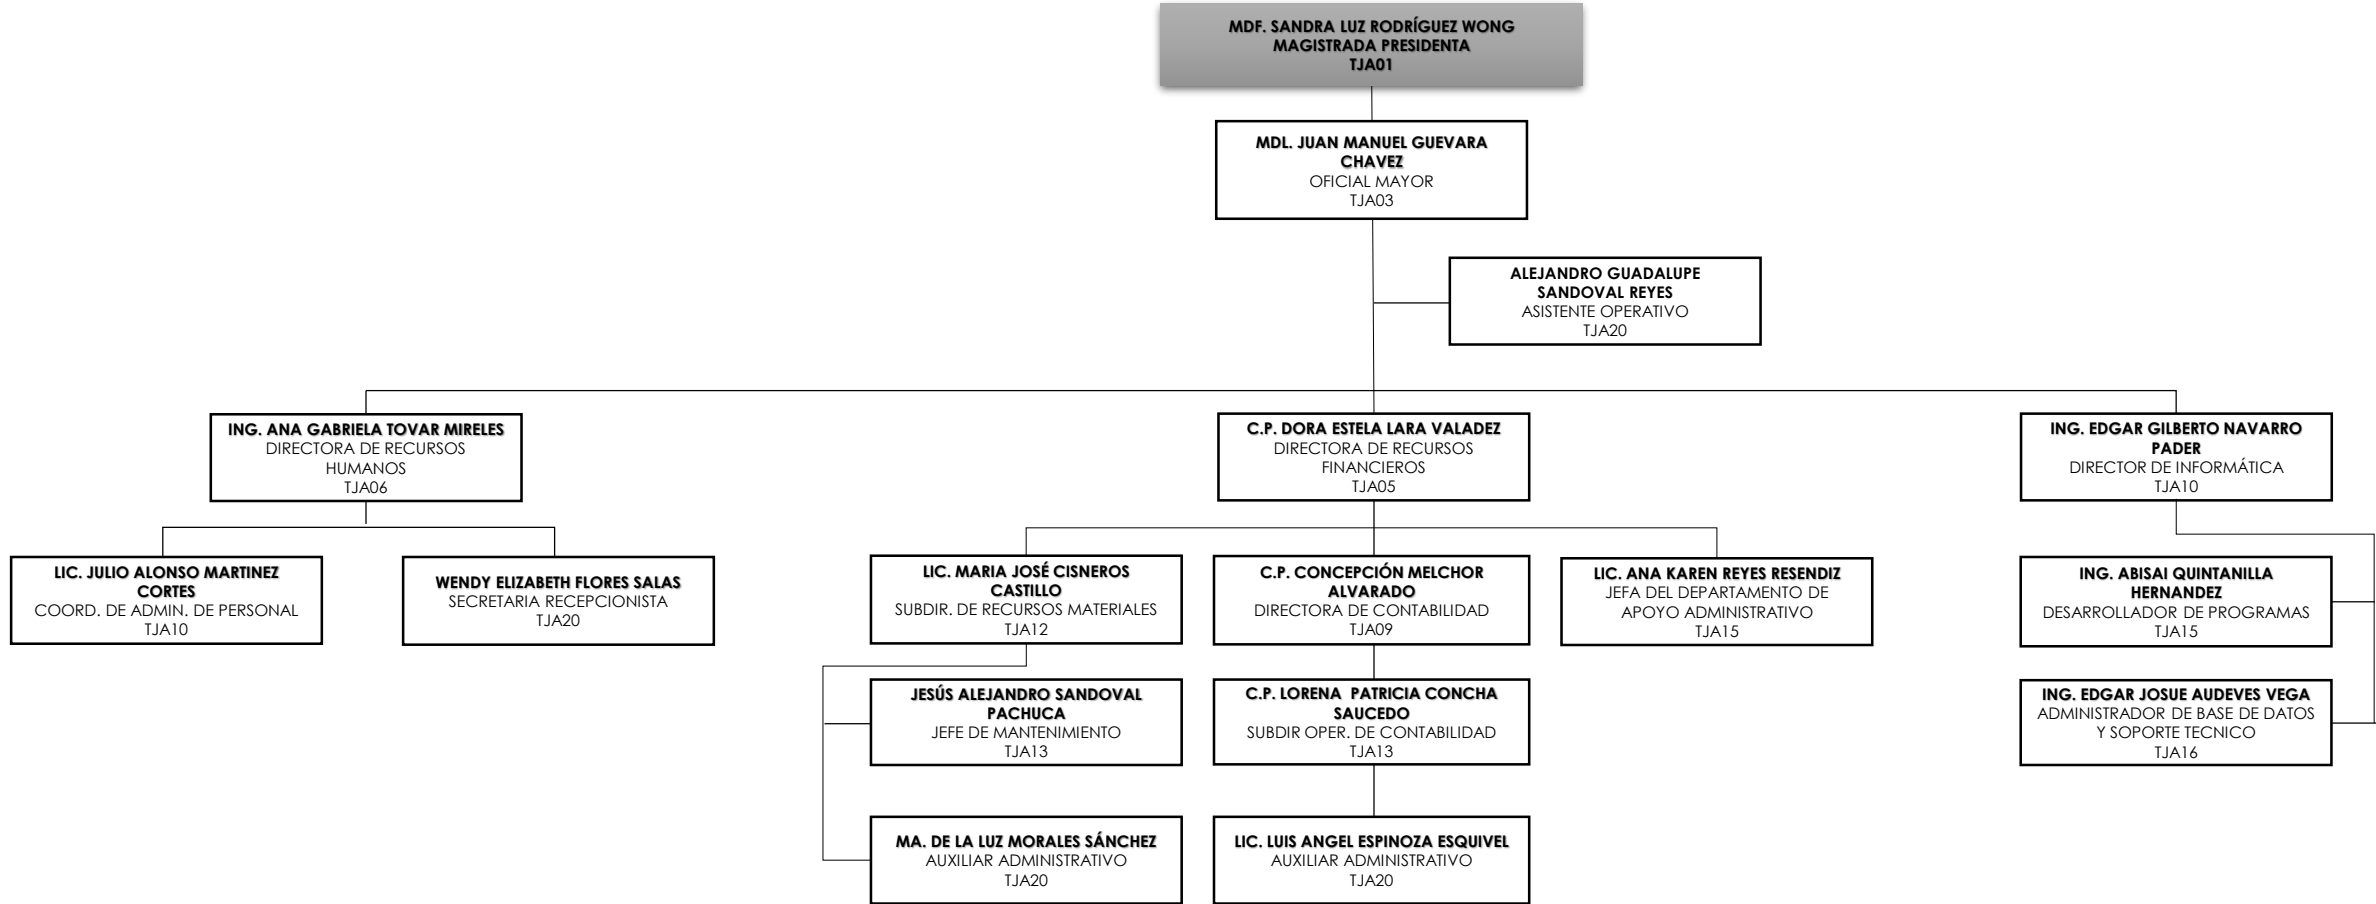 MDF. SANDRA LUZ RODRÍGUEZ WONG
MAGISTRADA PRESIDENTA
TJA01
MDL. JUAN MANUEL GUEVARA
CHAVEZ
OFICIAL MAYOR
TJA03
ALEJANDRO GUADALUPE
SANDOVAL REYES
ASISTENTE OPERATIVO
TJA20
ING. ANA GABRIELA TOVAR MIRELES
DIRECTORA DE RECURSOS
HUMANOS
TJA06
C.P. DORA ESTELA LARA VALADEZ
DIRECTORA DE RECURSOS
FINANCIEROS
TJA05
ING. EDGAR GILBERTO NAVARRO
PADER
DIRECTOR DE INFORMÁTICA
TJA10
LIC. JULIO ALONSO MARTINEZ
CORTES
COORD. DE ADMIN. DE PERSONAL
TJA10
WENDY ELIZABETH FLORES SALAS
SECRETARIA RECEPCIONISTA
TJA20
LIC. MARIA JOSÉ CISNEROS
CASTILLO
SUBDIR. DE RECURSOS MATERIALES
TJA12
C.P. CONCEPCIÓN MELCHOR
ALVARADO
DIRECTORA DE CONTABILIDAD
TJA09
LIC. ANA KAREN REYES RESENDIZ
JEFA DEL DEPARTAMENTO DE
APOYO ADMINISTRATIVO
TJA15
ING. ABISAI QUINTANILLA
HERNANDEZ
DESARROLLADOR DE PROGRAMAS
TJA15
JESÚS ALEJANDRO SANDOVAL
PACHUCA
JEFE DE MANTENIMIENTO
TJA13
C.P. LORENA PATRICIA CONCHA
SAUCEDO
SUBDIR OPER. DE CONTABILIDAD
TJA13
ING. EDGAR JOSUE AUDEVES VEGA
ADMINISTRADOR DE BASE DE DATOS
Y SOPORTE TECNICO
TJA16
MA. DE LA LUZ MORALES SÁNCHEZ
AUXILIAR ADMINISTRATIVO
TJA20
LIC. LUIS ANGEL ESPINOZA ESQUIVEL
AUXILIAR ADMINISTRATIVO
TJA20